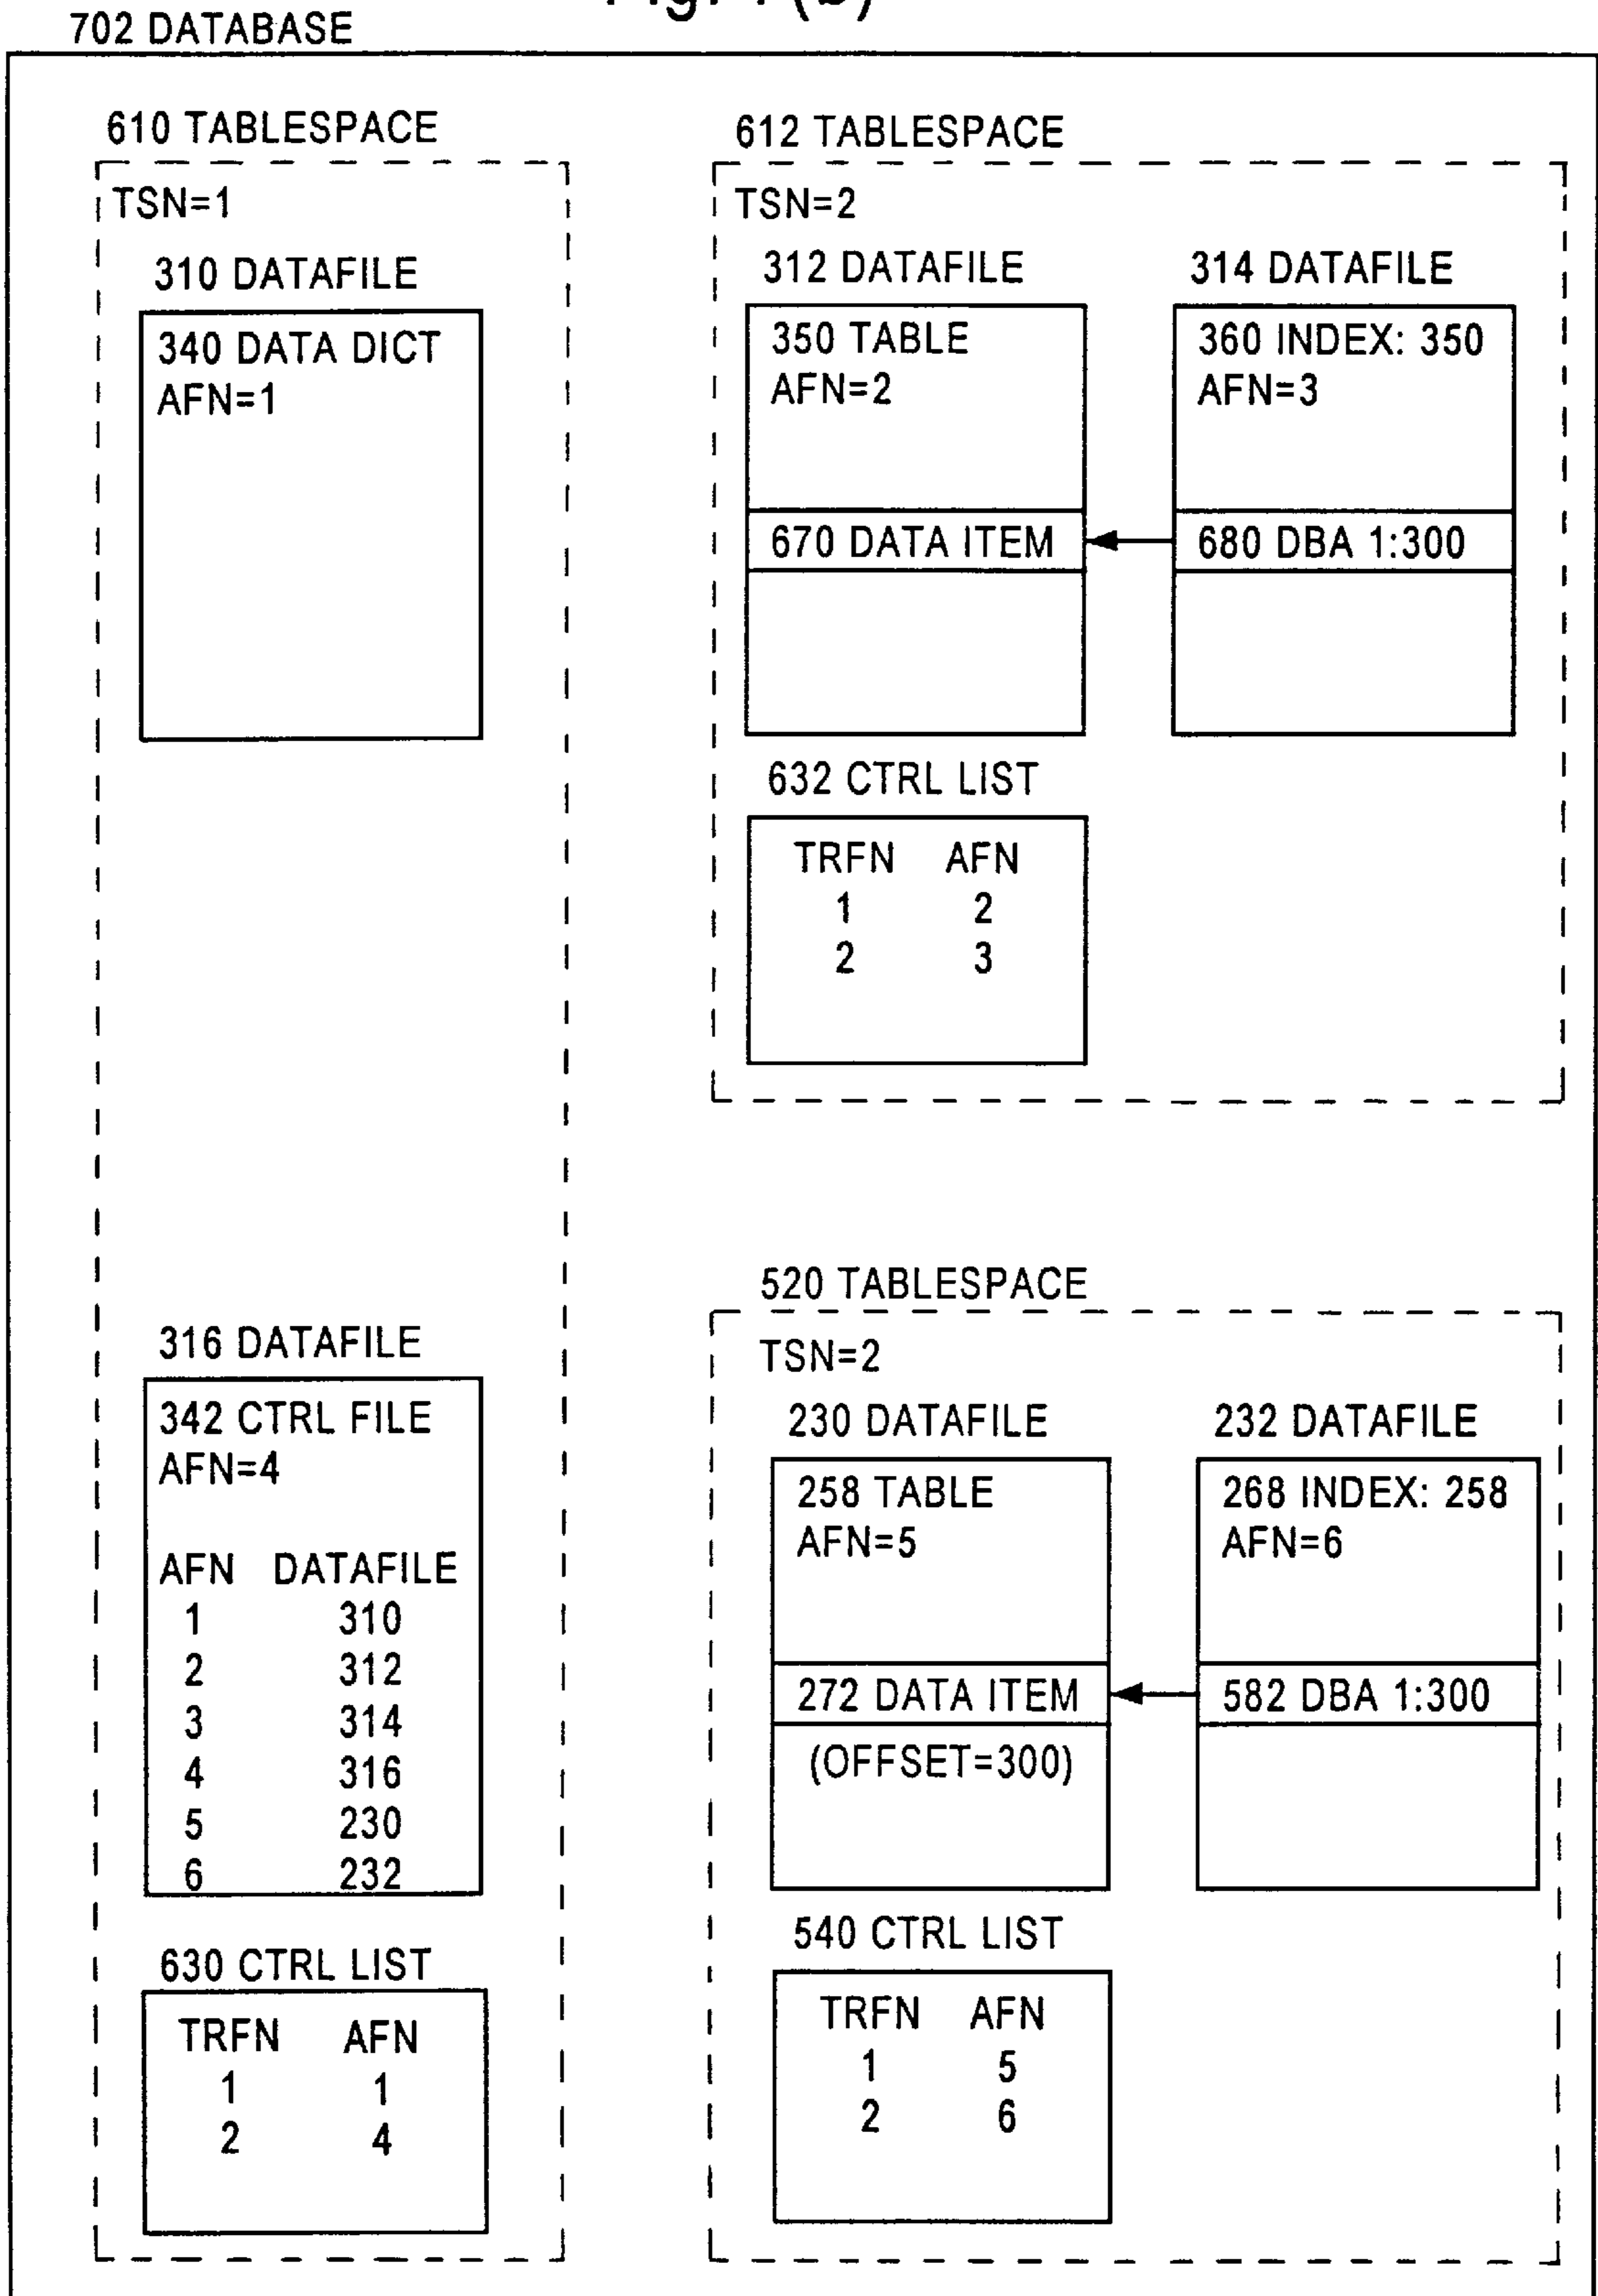 702 DATABASE
610 TABLESPACE
TSN=1
310 DATAFILE
340 DATA DICT
AFN=1
316 DATAFILE
342 CTRL FILE
AFN=4
AFN DATAFILE
1 310
2 312
3 314
4 316
5 230
6 232
630 CTRL LIST
TRFN AFN
1 1
2 4
612 TABLESPACE
TSN=2
312 DATAFILE
350 TABLE
AFN=2
670 DATA ITEM
314 DATAFILE
360 INDEX: 350
AFN=3
680 DBA 1:300
632 CTRL LIST
TRFN AFN
1 2
2 3
520 TABLESPACE
TSN=2
230 DATAFILE
258 TABLE
AFN=5
272 DATA ITEM
(OFFSET=300)
232 DATAFILE
268 INDEX: 258
AFN=6
582 DBA 1:300
540 CTRL LIST
TRFN AFN
1 5
2 6